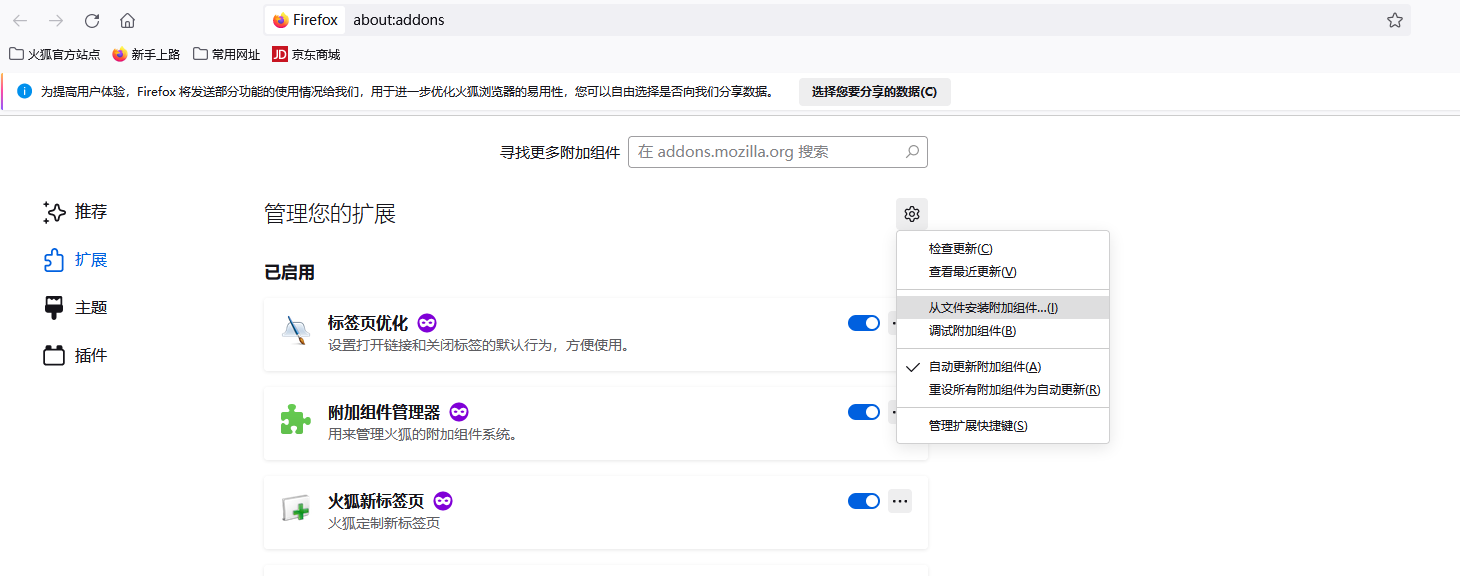 Firefox about:addons
火狐官方站点 新手上路 常用网址 JD 京东商城
为提高用户体验，Firefox 将发送部分功能的使用情况给我们，用于进一步优化火狐浏览器的易用性，您可以自由选择是否向我们分享数据。 选择您要分享的数据(C)
寻找更多附加组件 在 addons.mozilla.org 搜索
推荐
扩展
主题
插件
管理您的扩展
已启用
标签页优化
设置打开链接和关闭标签的默认行为，方便使用。
附加组件管理器
用来管理火狐的附加组件系统。
火狐新标签页
火狐定制新标签页
检查更新(C)
查看最近更新(V)
从文件安装附加组件...(I)
调试附加组件(B)
自动更新附加组件(A)
重设所有附加组件为自动更新(R)
管理扩展快捷键(S)